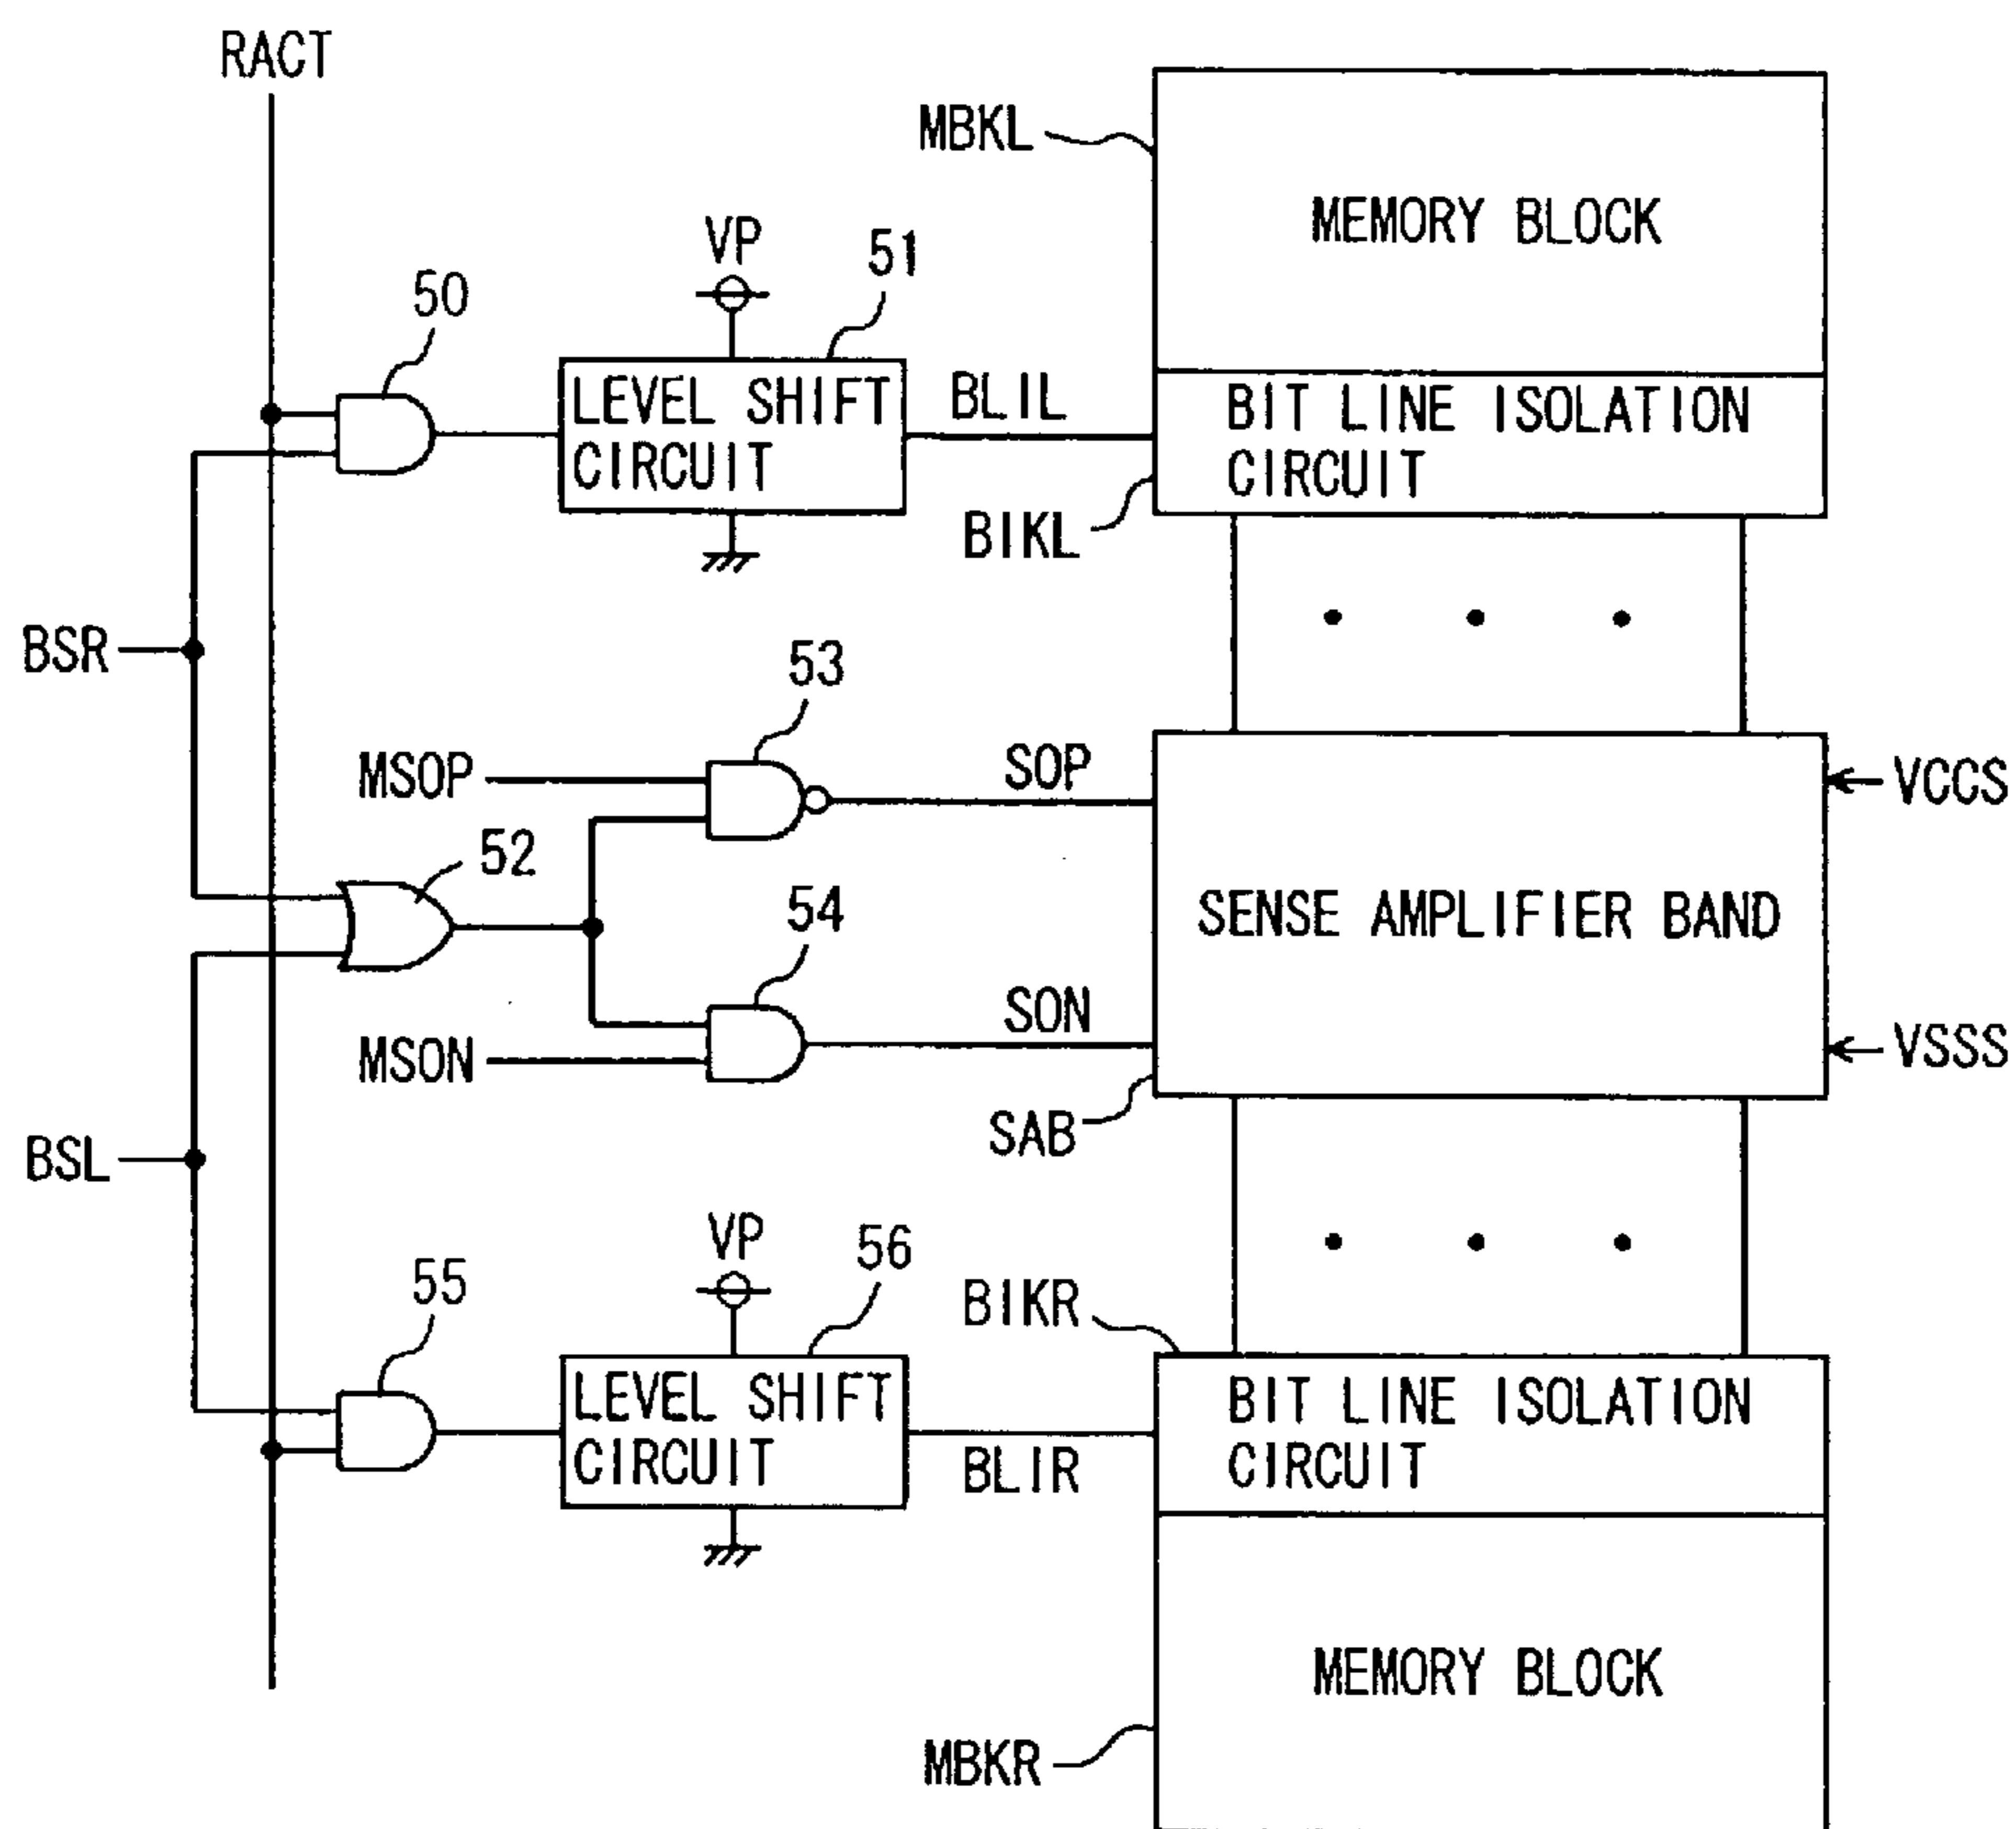 RACT
MBKL
MEMORY BLOCK
VP
51
50
LEVEL SHIFT
CIRCUIT
BLIL
BIT LINE ISOLATION
CIRCUIT
BIKL
BSR
53
MSOP
SOP
VCCS
52
SENSE AMPLIFIER BAND
54
SON
MSON
VSSS
SAB
BSL
VP
56
55
BIKR
LEVEL SHIFT
CIRCUIT
BLIR
BIT LINE ISOLATION
CIRCUIT
MEMORY BLOCK
MBKR